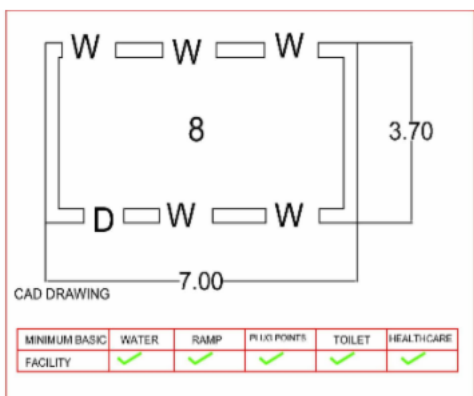 W W W
8
3.70
D W W
7.00
CAD DRAWING
MINIMUM BASIC WATER RAMP PLUG POINTS TOILET HEALTHCARE
FACILITY